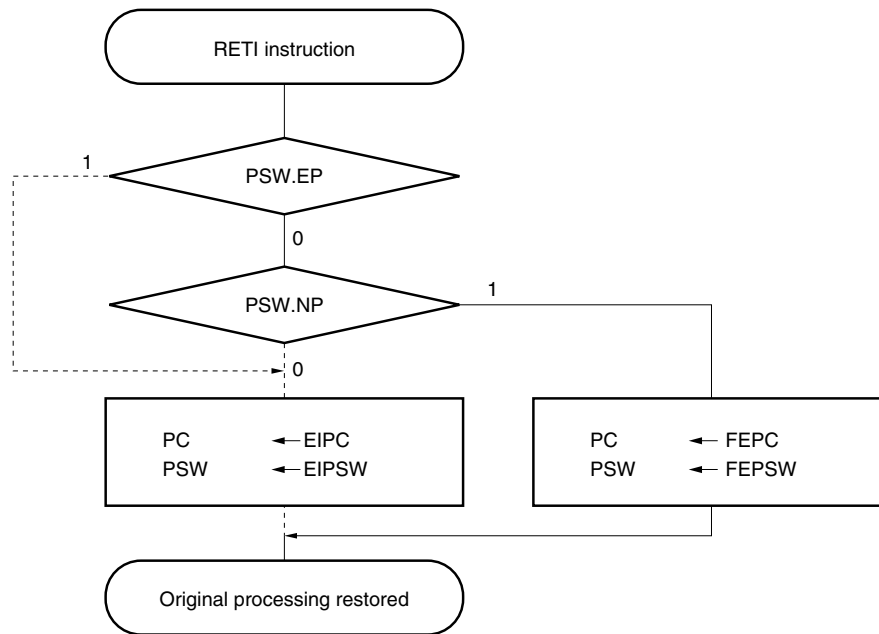 RETI instruction
1
PSW.EP
0
PSW.NP
1
0
PC ← EIPC
PSW ← EIPSW
PC ← FEPC
PSW ← FEPSW
Original processing restored